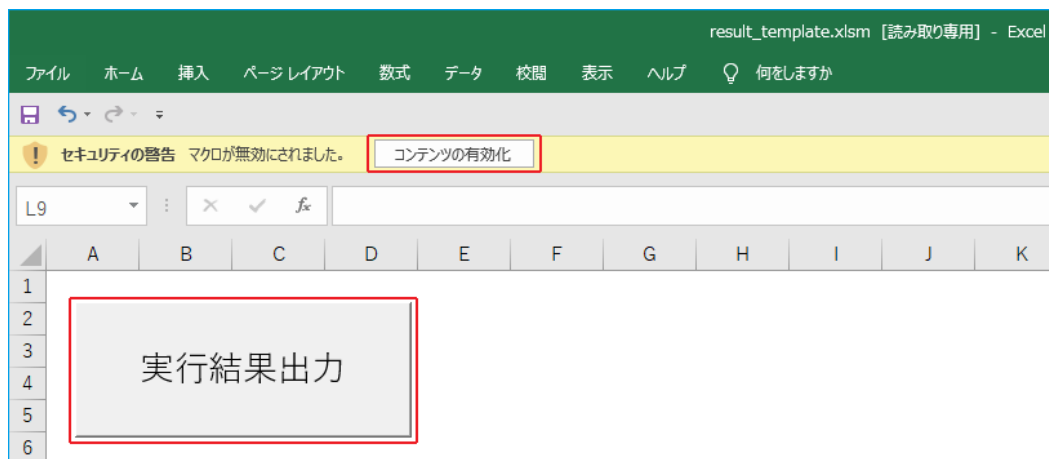 result_template.xlsm [読み取り専用] - Excel
ファイル ホーム 挿入 ページ レイアウト 数式 データ 校閲 表示 ヘルプ 何をしますか
セキュリティの警告 マクロが無効にされました。 コンテンツの有効化
L9 fx
A B C D E F G H I J K
1
2
3
実行結果出力
4
5
6